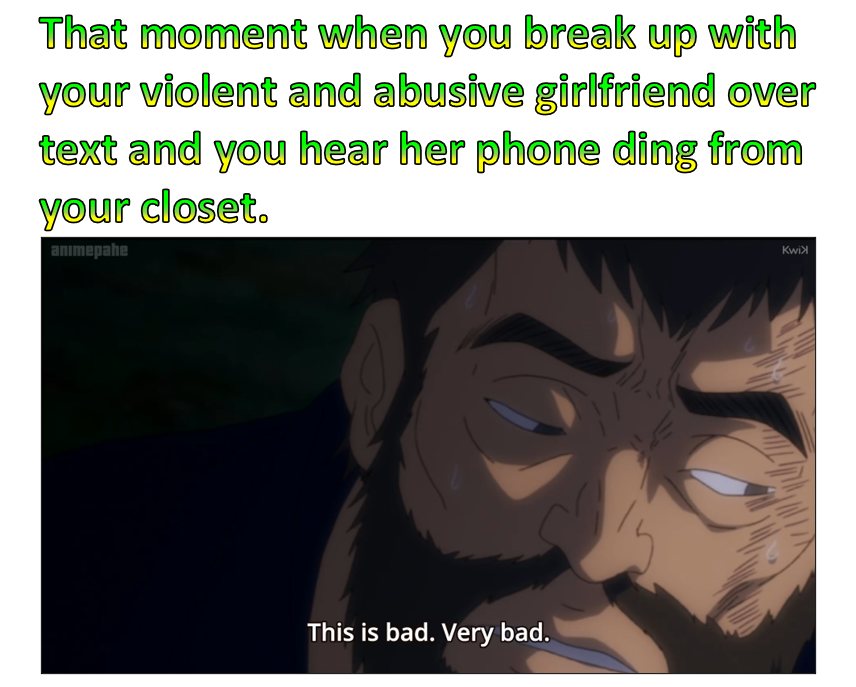 That moment when you break up with
your violent and abusive girlfriend over
text and you hear her phone ding from
your closet.
animepahe
Kwik
This is bad. Very bad.